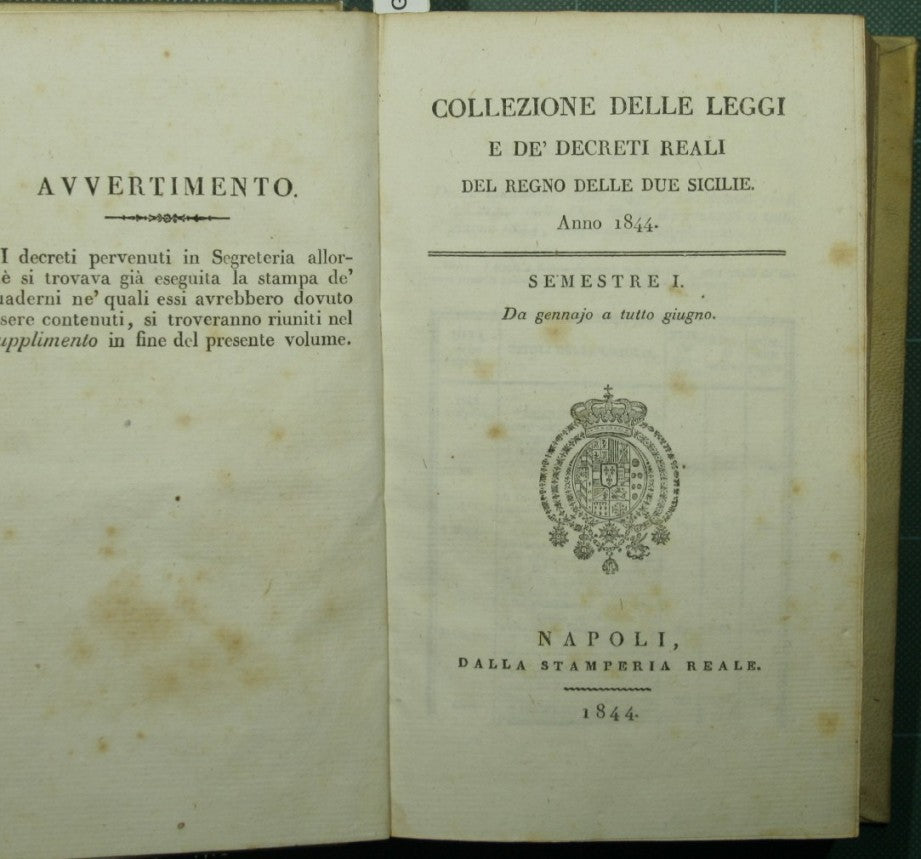 AVVERTIMENTO.
I decreti pervenuti in Segreteria allor-
è si trovava già eseguita la stampa de'
uaderni ne' quali essi avrebbero dovuto
sere contenuti, si troveranno riuniti nel
upplimento in fine del presente volume.
COLLEZIONE DELLE LEGGI
E DE' DECRETI REALI
DEL REGNO DELLE DUE SICILIE.
Anno 1844.
SEMESTRE I.
Da gennajo a tutto giugno.
NAPOLI,
DALLA STAMPERIA REALE.
1844.